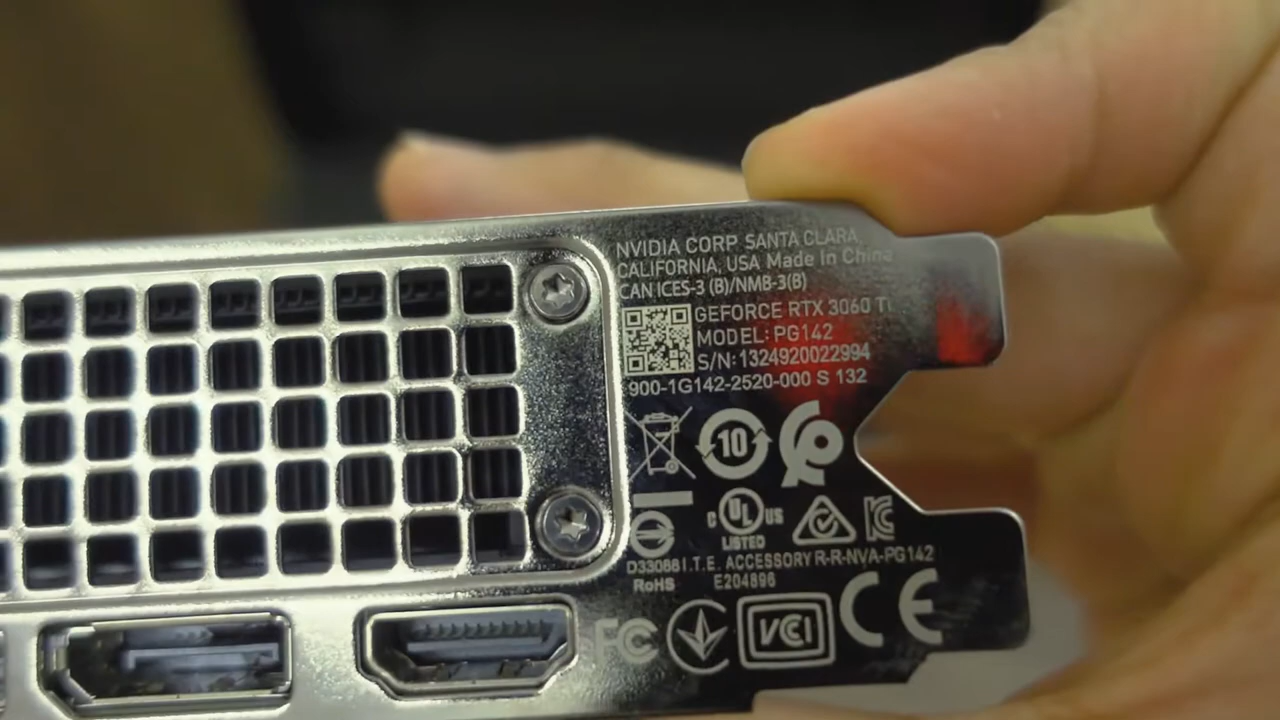 NVIDIA CORP SANTA CLARA,
CALIFORNIA, USA Made In China
CAN ICES-3 (B)/NMB-3(B)
GEFORCE RTX 3060 Ti
MODEL: PG142
S/N: 1324920022994
900-1G142-2520-000 S 132
10
C UL US
LISTED
D33088 I.T.E. ACCESSORY R-R-NVA-PG142
RoHS E204896
FC VCI CE